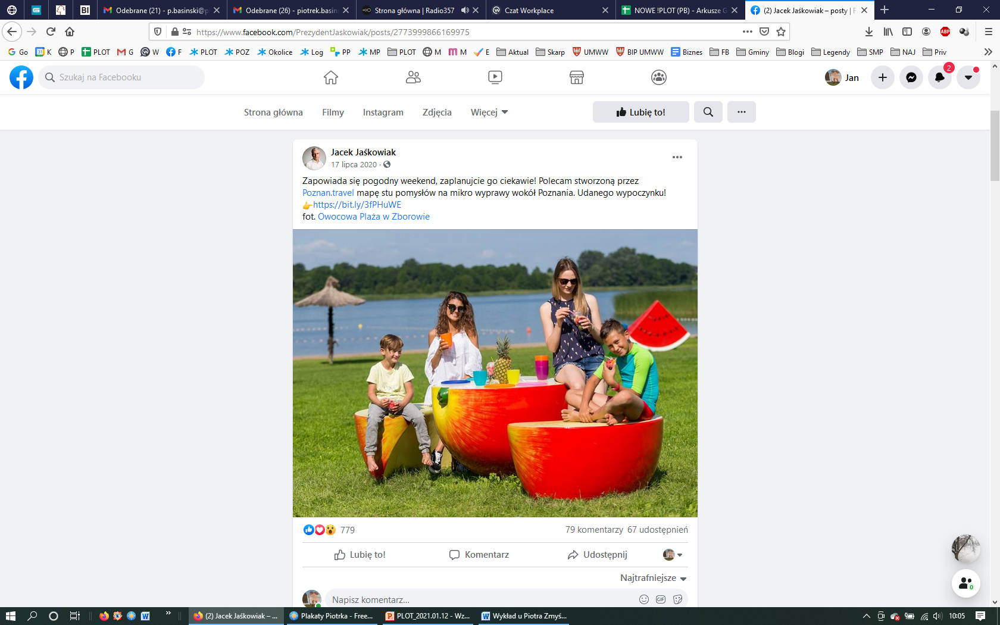 Odebrane (21) - p.basinski@p
Odebrane (26) - piotrek.basin
Strona główna | Radio357
Czat Workplace
NOWE !PLOT (PB) - Arkusze G
(2) Jacek Jaśkowiak – posty | F
https://www.facebook.com/PrezydentJaskowiak/posts/2773999866169975
Go K P PLOT G W F PLOT POZ Okolice Log PP MP PLOT M M E Aktual Skarp UMWW BIP UMWW Biznes FB Gminy Blogi Legendy SMP NAJ Priv
Szukaj na Facebooku
Jan
2
Strona główna Filmy Instagram Zdjęcia Więcej
Lubię to!
Jacek Jaśkowiak
17 lipca 2020 ·
Zapowiada się pogodny weekend, zaplanujcie go ciekawie! Polecam stworzoną przez
Poznan.travel mapę stu pomysłów na mikro wyprawy wokół Poznania. Udanego wypoczynku!
👉https://bit.ly/3fPHuWE
fot. Owocowa Plaża w Zborowie
779
79 komentarzy 67 udostępnień
Lubię to! Komentarz Udostępnij
Najtrafniejsze
Napisz komentarz...
GIF
0
(2) Jacek Jaśkowiak – ...
Plakaty Piotrka - Free...
PLOT_2021.01.12 - Wz...
Wykład u Piotra Zmyś...
10:05